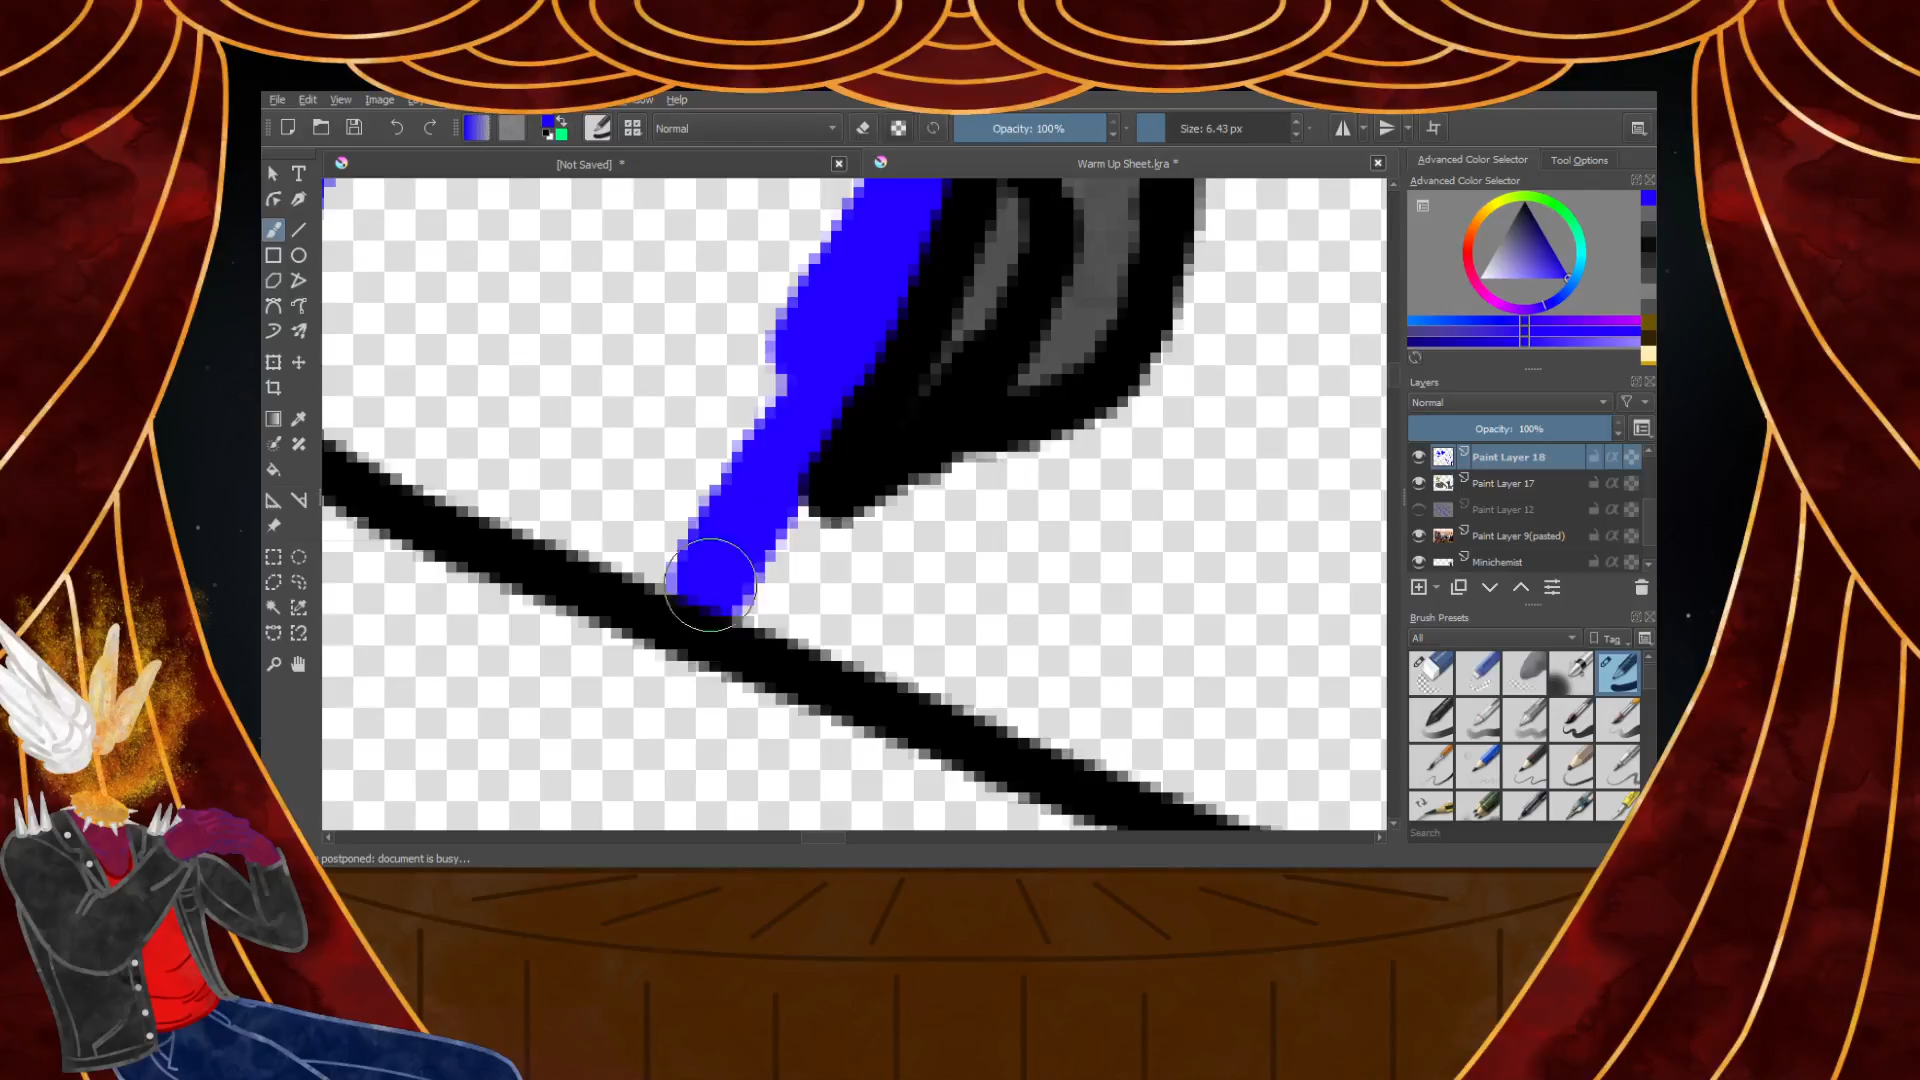 File Edit View Image Help
Normal
Opacity: 100%
Size: 6.43 px
[Not Saved] *
Warm Up Sheet.kra *
Advanced Color Selector
Tool Options
Advanced Color Selector
Layers
Normal
Opacity: 100%
Paint Layer 18
Paint Layer 17
Paint Layer 12
Paint Layer 9(pasted)
Minichemist
Brush Presets
All
Tag
Search
postponed: document is busy...